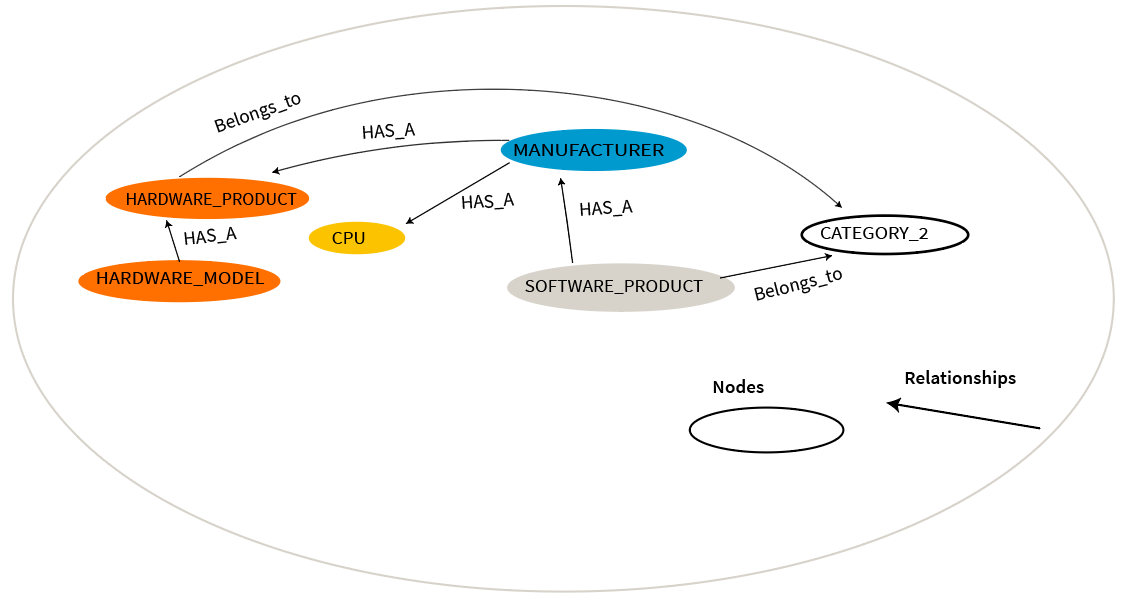 Belongs_to
HAS_A
MANUFACTURER
HARDWARE_PRODUCT
HAS_A
HAS_A
CPU
HAS_A
CATEGORY_2
HARDWARE_MODEL
SOFTWARE_PRODUCT
Belongs_to
Nodes
Relationships